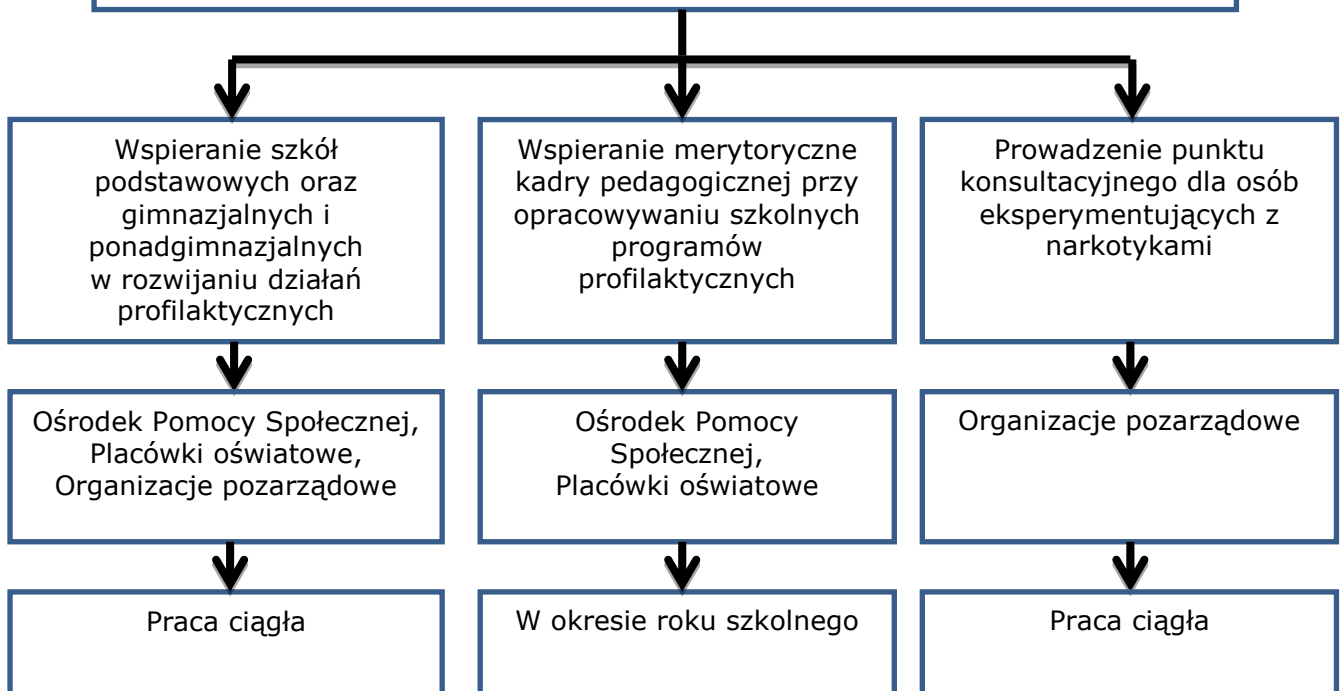 Wspieranie szkół
podstawowych oraz
gimnazjalnych i
ponadgimnazjalnych
w rozwijaniu działań
profilaktycznych
Wspieranie merytoryczne
kadry pedagogicznej przy
opracowywaniu szkolnych
programów
profilaktycznych
Prowadzenie punktu
konsultacyjnego dla osób
eksperymentujących z
narkotykami
Ośrodek Pomocy Społecznej,
Placówki oświatowe,
Organizacje pozarządowe
Ośrodek Pomocy
Społecznej,
Placówki oświatowe
Organizacje pozarządowe
Praca ciągła
W okresie roku szkolnego
Praca ciągła